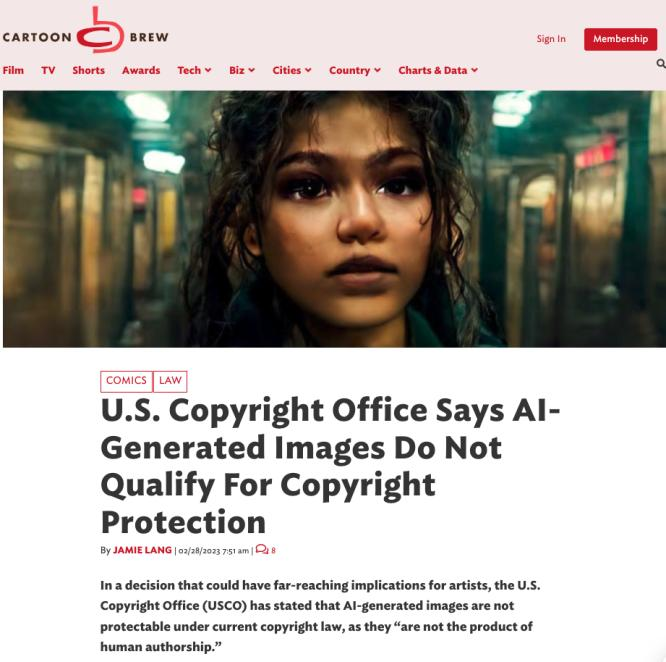 CARTOON BREW
Sign In
Membership
Film TV Shorts Awards Tech Biz Cities Country Charts & Data
COMICS LAW
U.S. Copyright Office Says AI-
Generated Images Do Not
Qualify For Copyright
Protection
By JAMIE LANG | 02/28/2023 7:51 am | 8
In a decision that could have far-reaching implications for artists, the U.S.
Copyright Office (USCO) has stated that AI-generated images are not
protectable under current copyright law, as they “are not the product of
human authorship.”